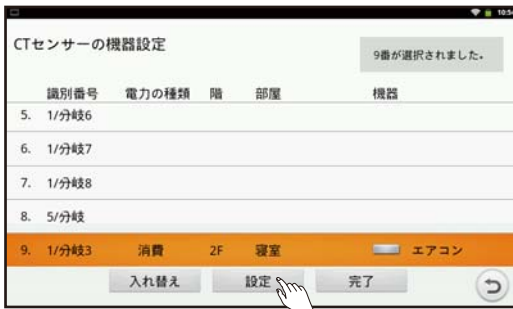 10:54
CTセンサーの機器設定
9番が選択されました。
識別番号 電力の種類 階 部屋 機器
5. 1/分岐6
6. 1/分岐7
7. 1/分岐8
8. 5/分岐
9. 1/分岐3 消費 2F 寝室 エアコン
入れ替え 設定 完了